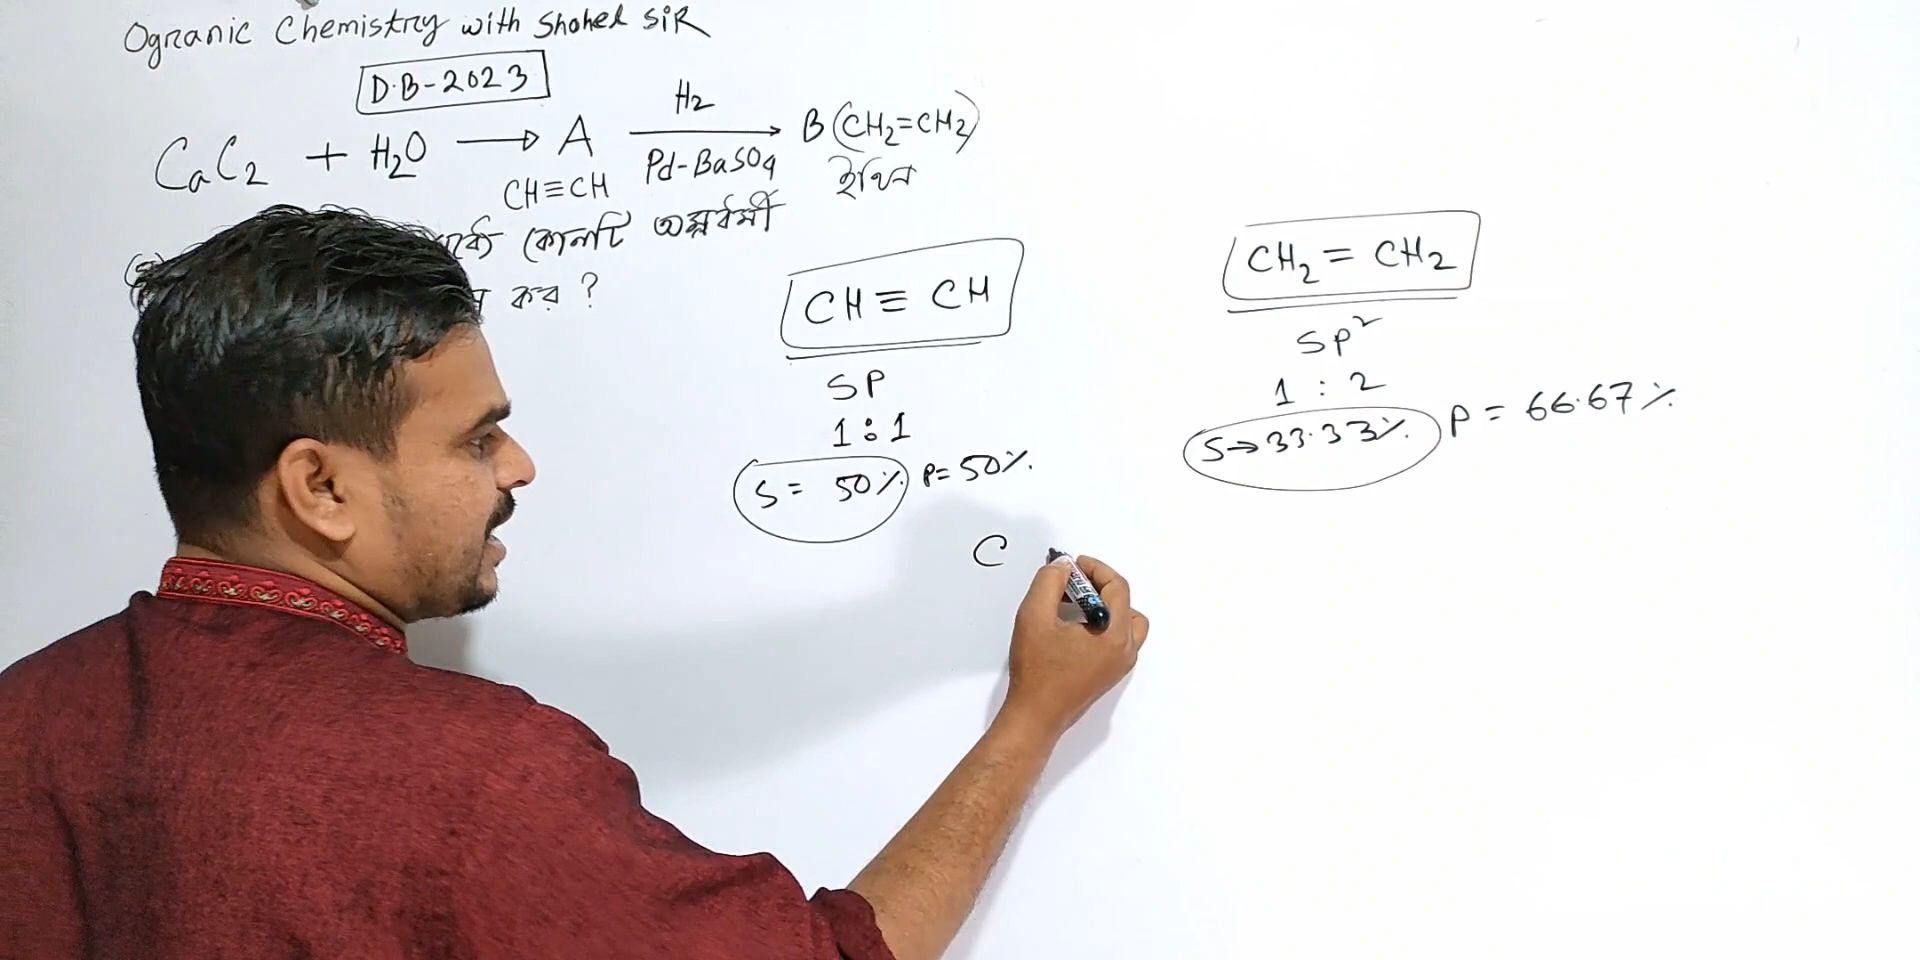 Ogranic Chemistry with Shohel SiR
D.B-2023
CaC₂ + H₂O → A H₂ Pd-BaSO₄ → B (CH₂=CH₂)
CH≡CH
ইথিন
কোনটি অম্লধর্মী
কর ?
CH ≡ CH
SP
1:1
S = 50% P = 50%
C
CH₂ = CH₂
SP²
1 : 2
S→33.33% P = 66.67%